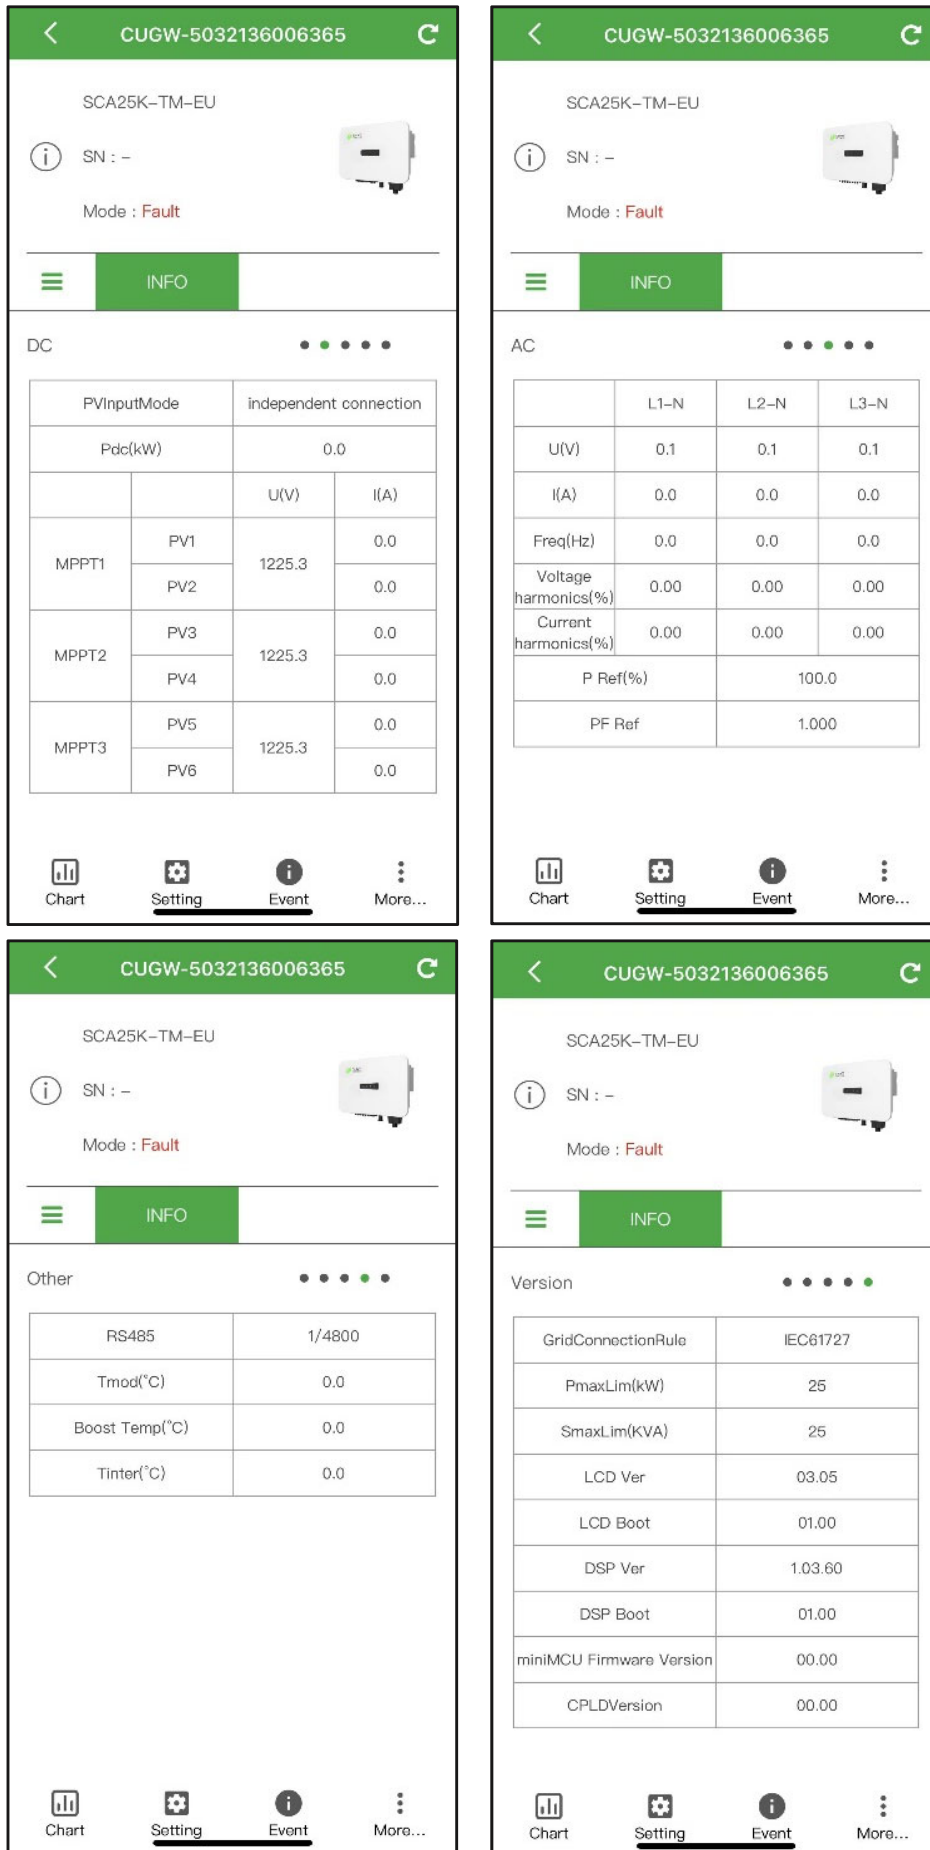 CUGW-5032136006365
SCA25K-TM-EU
SN : -
Mode : Fault
INFO
DC
PVInputMode independent connection
Pdc(kW) 0.0
U(V) I(A)
MPPT1 PV1 1225.3 0.0
PV2 0.0
MPPT2 PV3 1225.3 0.0
PV4 0.0
MPPT3 PV5 1225.3 0.0
PV6 0.0
Chart Setting Event More...
CUGW-5032136006365
SCA25K-TM-EU
SN : -
Mode : Fault
INFO
AC
L1-N L2-N L3-N
U(V) 0.1 0.1 0.1
I(A) 0.0 0.0 0.0
Freq(Hz) 0.0 0.0 0.0
Voltage
harmonics(%) 0.00 0.00 0.00
Current
harmonics(%) 0.00 0.00 0.00
P Ref(%) 100.0
PF Ref 1.000
Chart Setting Event More...
CUGW-5032136006365
SCA25K-TM-EU
SN : -
Mode : Fault
INFO
Other
RS485 1/4800
Tmod(°C) 0.0
Boost Temp(°C) 0.0
Tinter(°C) 0.0
Chart Setting Event More...
CUGW-5032136006365
SCA25K-TM-EU
SN : -
Mode : Fault
INFO
Version
GridConnectionRule IEC61727
PmaxLim(kW) 25
SmaxLim(KVA) 25
LCD Ver 03.05
LCD Boot 01.00
DSP Ver 1.03.60
DSP Boot 01.00
miniMCU Firmware Version 00.00
CPLDVersion 00.00
Chart Setting Event More...